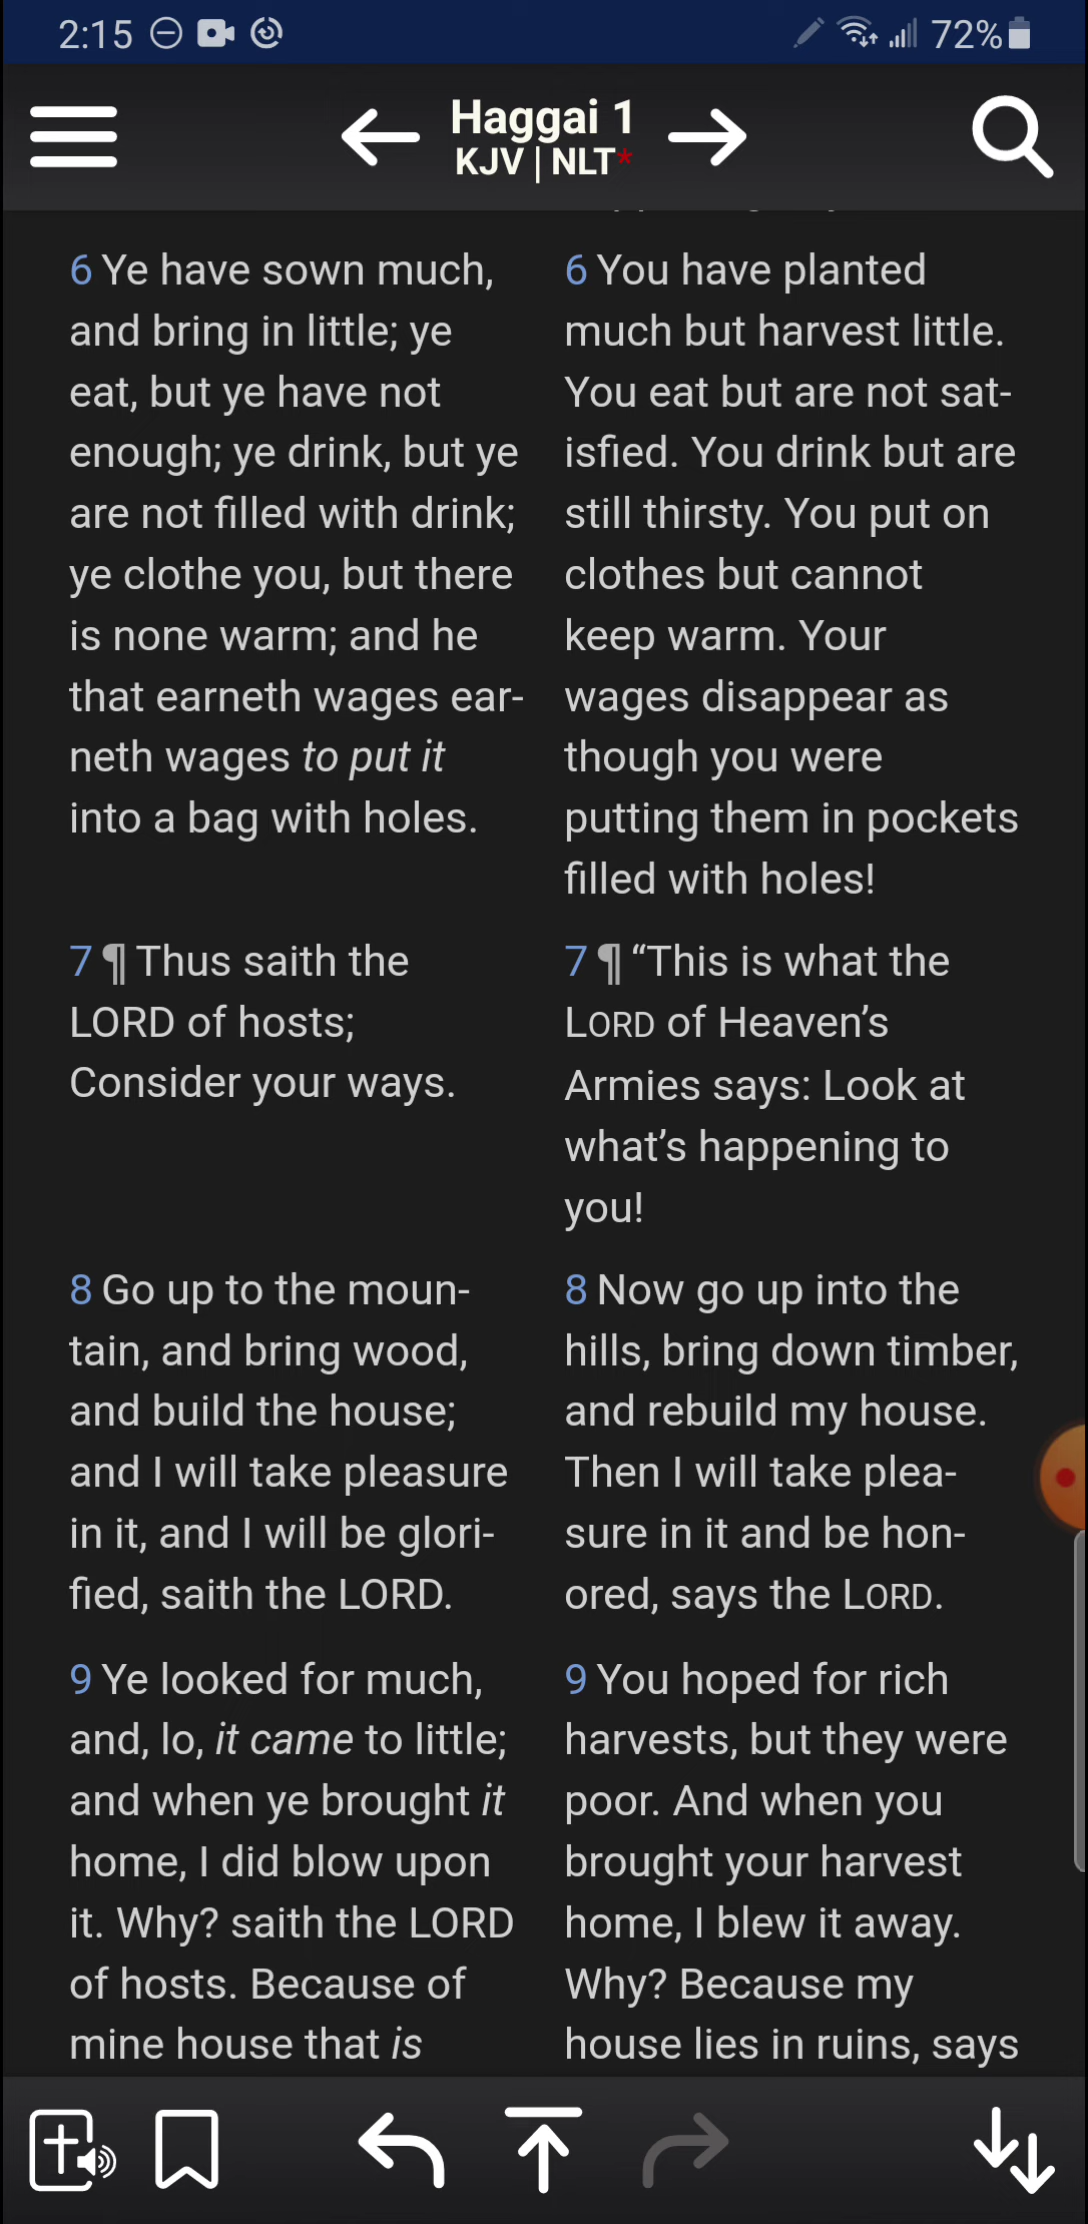 2:15
72%
Haggai 1
KJV | NLT*
6 Ye have sown much,
and bring in little; ye
eat, but ye have not
enough; ye drink, but ye
are not filled with drink;
ye clothe you, but there
is none warm; and he
that earneth wages ear-
neth wages to put it
into a bag with holes.
6 You have planted
much but harvest little.
You eat but are not sat-
isfied. You drink but are
still thirsty. You put on
clothes but cannot
keep warm. Your
wages disappear as
though you were
putting them in pockets
filled with holes!
7 ¶ Thus saith the
LORD of hosts;
Consider your ways.
7 ¶ “This is what the
LORD of Heaven’s
Armies says: Look at
what’s happening to
you!
8 Go up to the moun-
tain, and bring wood,
and build the house;
and I will take pleasure
in it, and I will be glori-
fied, saith the LORD.
8 Now go up into the
hills, bring down timber,
and rebuild my house.
Then I will take plea-
sure in it and be hon-
ored, says the LORD.
9 Ye looked for much,
and, lo, it came to little;
and when ye brought it
home, I did blow upon
it. Why? saith the LORD
of hosts. Because of
mine house that is
9 You hoped for rich
harvests, but they were
poor. And when you
brought your harvest
home, I blew it away.
Why? Because my
house lies in ruins, says